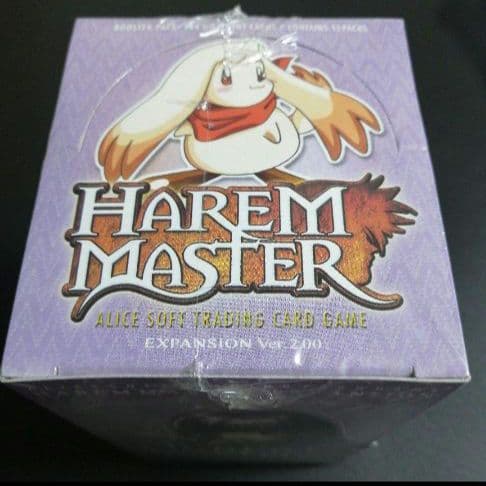 HAREM
MASTER
ALICE SOFT TRADING CARD GAME
EXPANSION Ver. 2.00